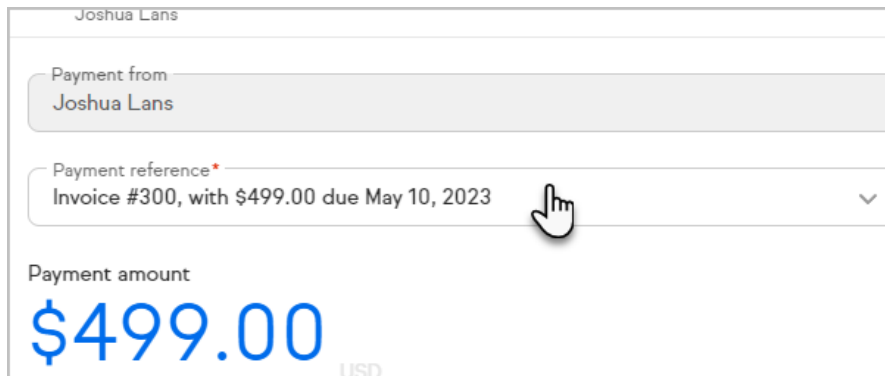 Joshua Lans
Payment from
Joshua Lans
Payment reference*
Invoice #300, with $499.00 due May 10, 2023
Payment amount
$499.00
USD